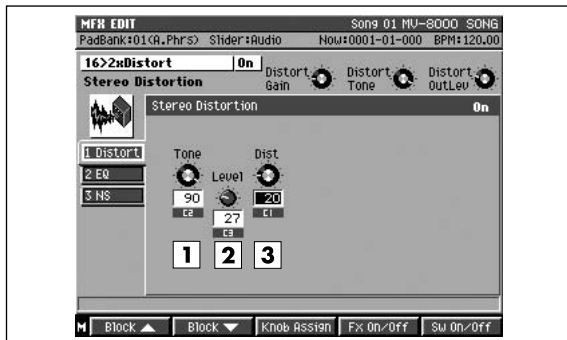 MFX EDIT Song 01 MV-8000 SONG
PadBank:01(A.Phrs) Slider:Audio Now:0001-01-000 BPM:120.00
16>2xDistort On
Stereo Distortion
Distort Gain
Distort Tone
Distort OutLev
Stereo Distortion On
1 Distort
2 EQ
3 NS
Tone
90
C2
Level
27
C3
Dist
20
C1
1 2 3
M Block ▲ Block ▼ Knob Assign FX On/Off SW On/Off